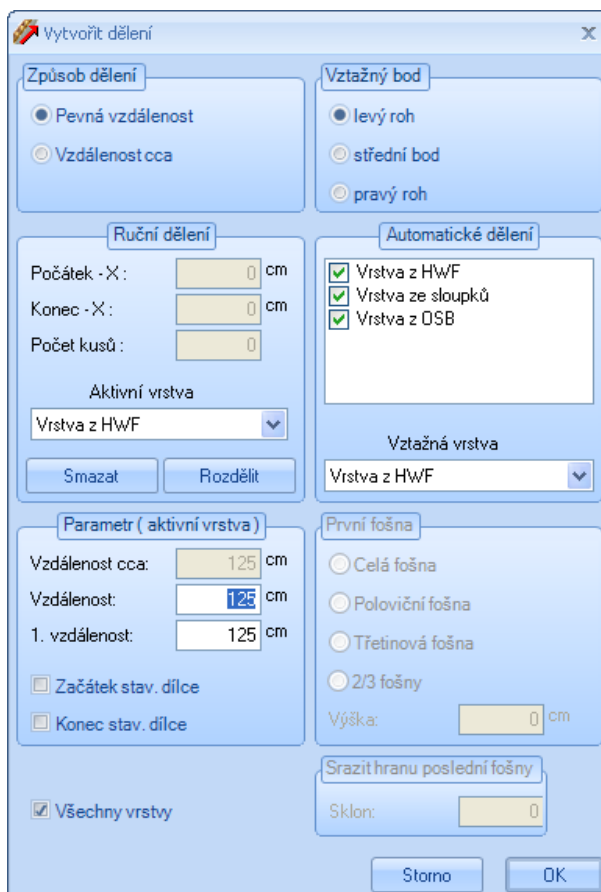 Vytvořit dělení
Způsob dělení
Pevná vzdálenost
Vzdálenost cca
Vztažný bod
levý roh
střední bod
pravý roh
Ruční dělení
Počátek - X : 0 cm
Konec - X : 0 cm
Počet kusů : 0
Aktivní vrstva
Vrstva z HWF
Smazat Rozdělit
Automatické dělení
Vrstva z HWF
Vrstva ze sloupků
Vrstva z OSB
Vztažná vrstva
Vrstva z HWF
Parametr ( aktivní vrstva )
Vzdálenost cca: 125 cm
Vzdálenost: 125 cm
1. vzdálenost: 125 cm
Začátek stav. dílce
Konec stav. dílce
První fošna
Celá fošna
Poloviční fošna
Třetinová fošna
2/3 fošny
Výška: 0 cm
Všechny vrstvy
Srazit hranu poslední fošny
Sklon: 0
Storno OK